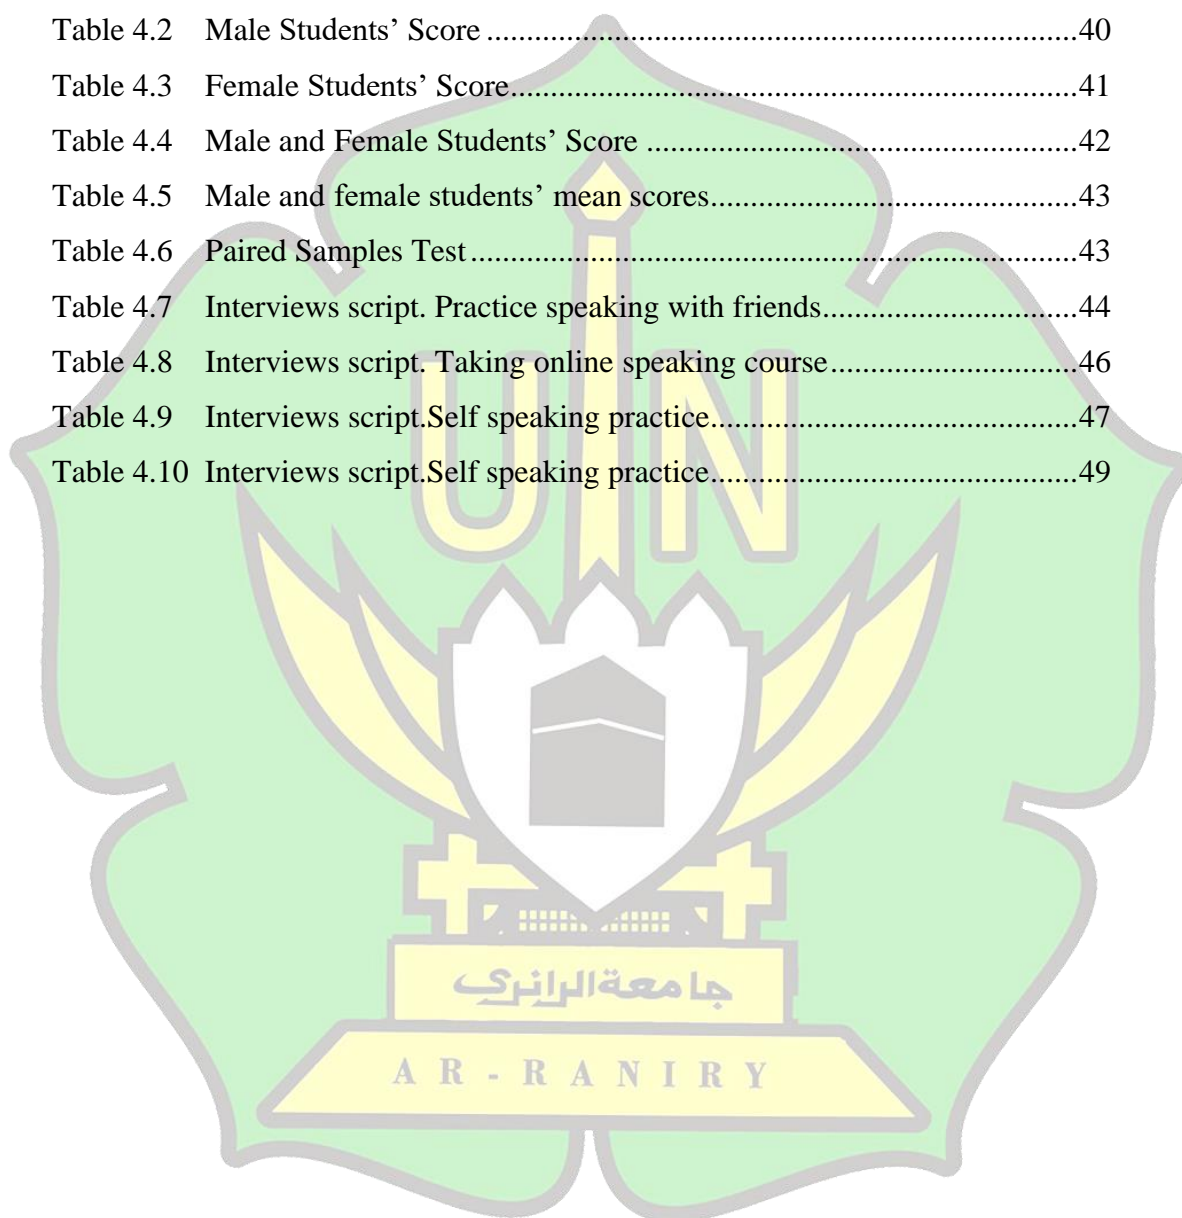 Table 4.2 Male Students’ Score ............................................................................40
Table 4.3 Female Students’ Score.........................................................................41
Table 4.4 Male and Female Students’ Score ........................................................42
Table 4.5 Male and female students’ mean scores................................................43
Table 4.6 Paired Samples Test ..............................................................................43
Table 4.7 Interviews script. Practice speaking with friends.................................44
Table 4.8 Interviews script. Taking online speaking course................................46
Table 4.9 Interviews script.Self speaking practice................................................47
Table 4.10 Interviews script.Self speaking practice................................................49
UIN
جامعةالرانري
AR-RANIRY